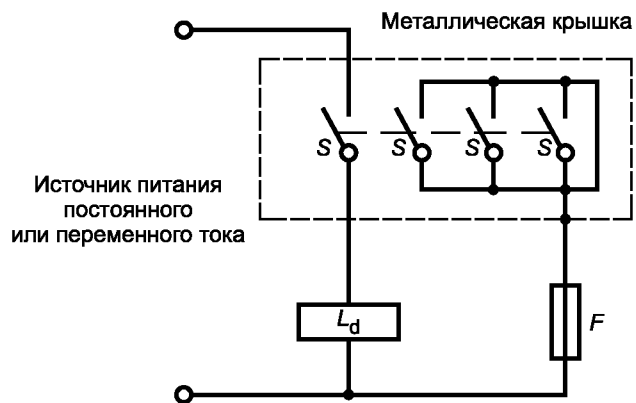 Металлическая крышка
S S S S
Источник питания
постоянного
или переменного тока
Ld
F